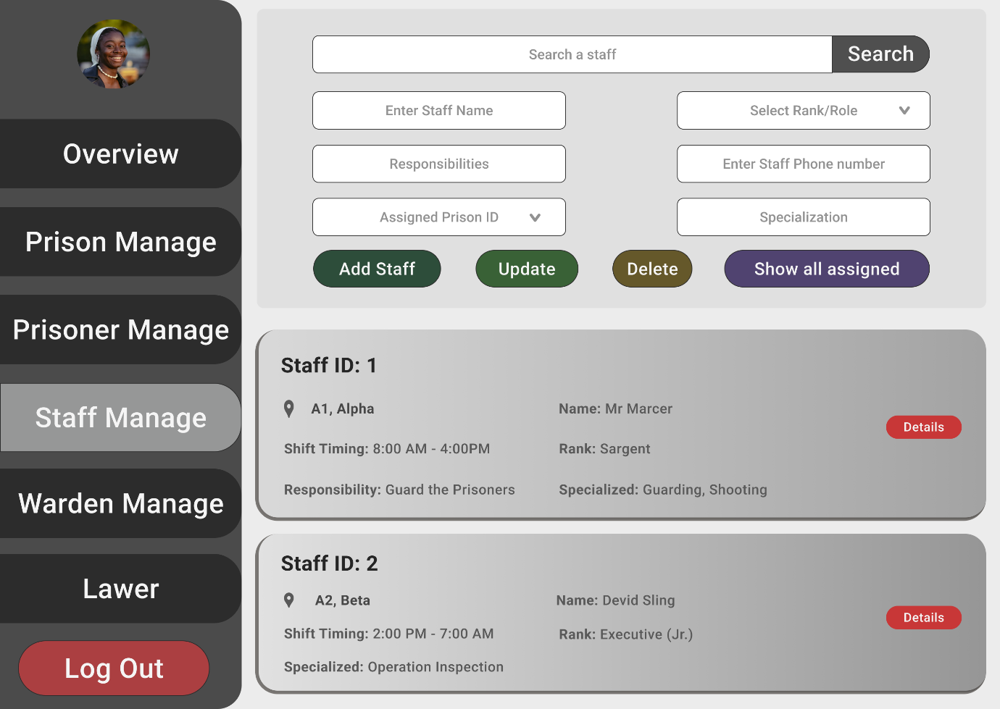 Overview
Prison Manage
Prisoner Manage
Staff Manage
Warden Manage
Lawer
Log Out
Search a staff
Search
Enter Staff Name
Select Rank/Role
Responsibilities
Enter Staff Phone number
Assigned Prison ID
Specialization
Add Staff
Update
Delete
Show all assigned
Staff ID: 1
A1, Alpha
Name: Mr Marcer
Shift Timing: 8:00 AM - 4:00PM
Rank: Sargent
Responsibility: Guard the Prisoners
Specialized: Guarding, Shooting
Details
Staff ID: 2
A2, Beta
Name: Devid Sling
Shift Timing: 2:00 PM - 7:00 AM
Rank: Executive (Jr.)
Specialized: Operation Inspection
Details